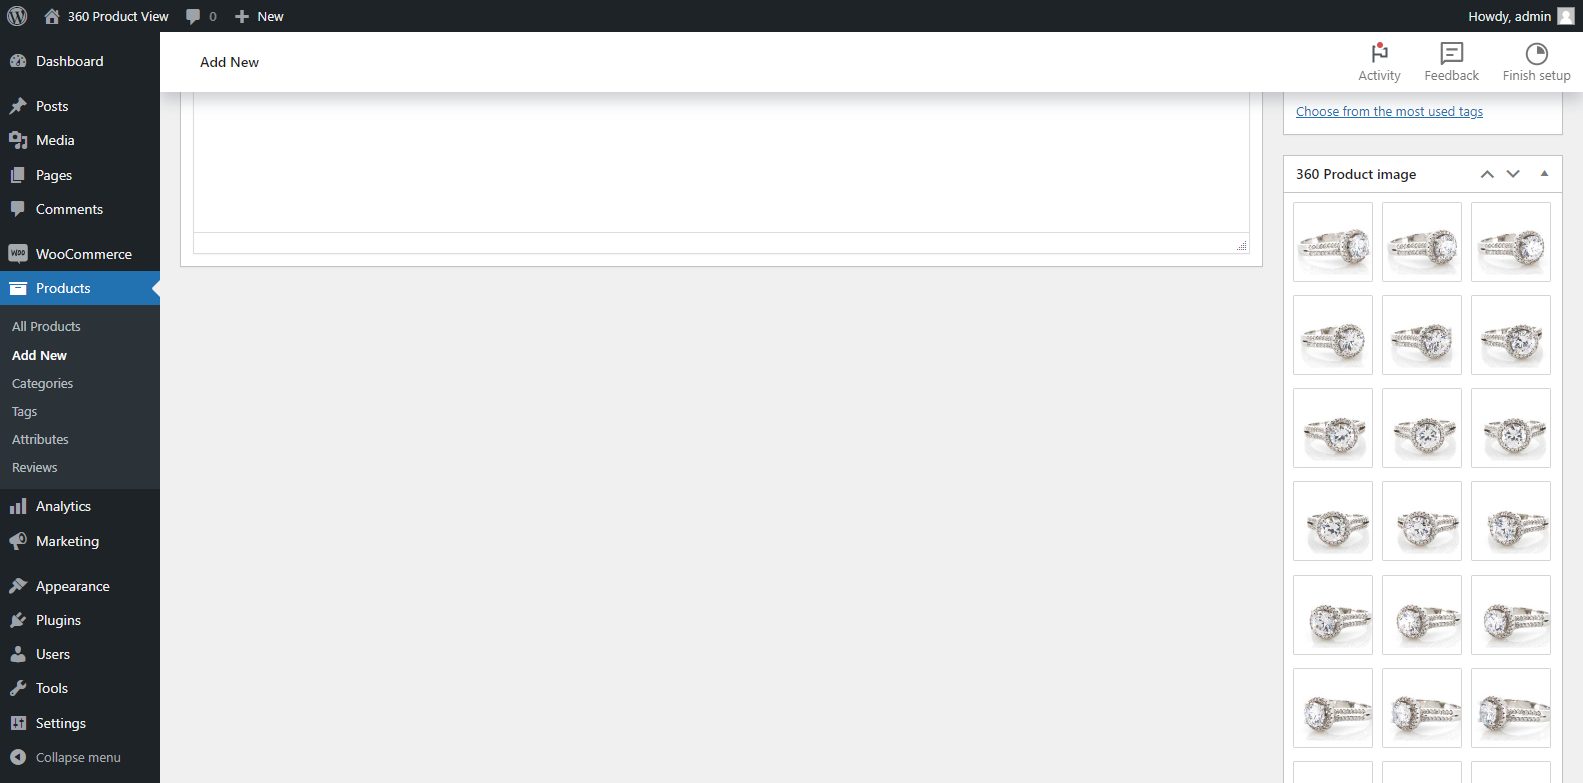 360 Product View
0
New
Howdy, admin
Dashboard
Posts
Media
Pages
Comments
Woo
WooCommerce
Products
All Products
Add New
Categories
Tags
Attributes
Reviews
Analytics
Marketing
Appearance
Plugins
Users
Tools
Settings
Collapse menu
Add New
Activity
Feedback
Finish setup
Choose from the most used tags
360 Product image